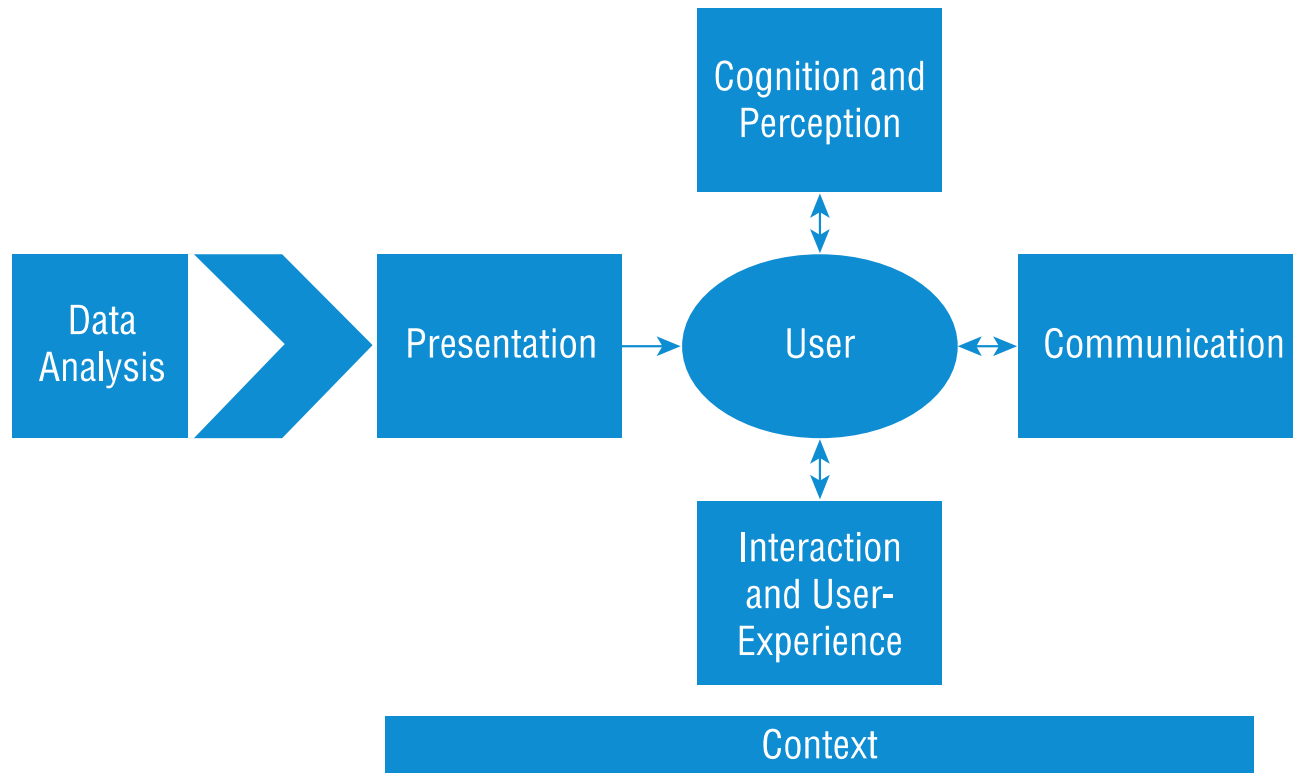 Cognition and
Perception
Data
Analysis
Presentation
User
Communication
Interaction
and User-
Experience
Context